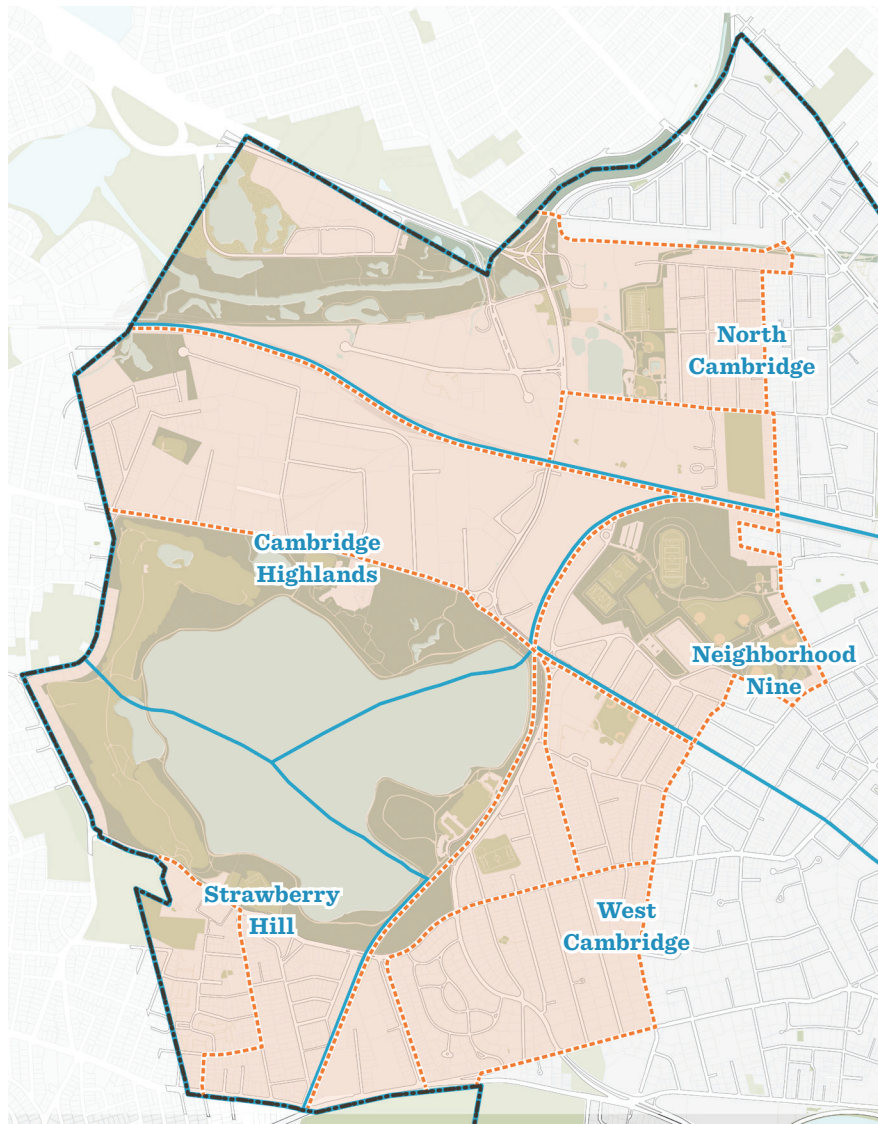 North
Cambridge
Cambridge
Highlands
Neighborhood
Nine
Strawberry
Hill
West
Cambridge